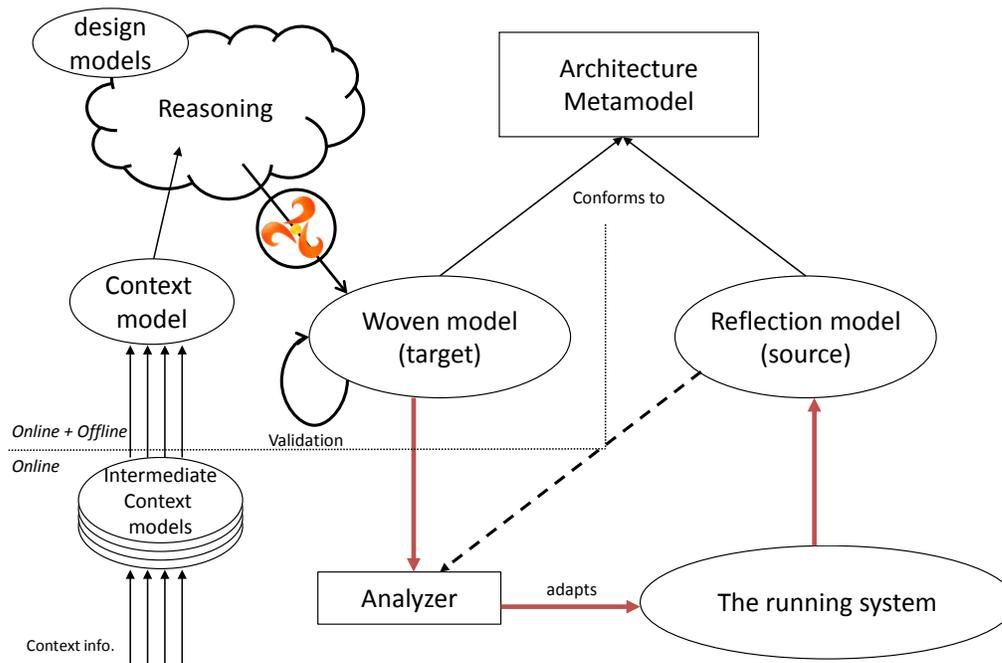 design
models
Reasoning
Architecture
Metamodel
Conforms to
Context
model
Woven model
(target)
Reflection model
(source)
Online + Offline
Validation
Online
Intermediate
Context
models
Analyzer
adapts
The running system
Context info.